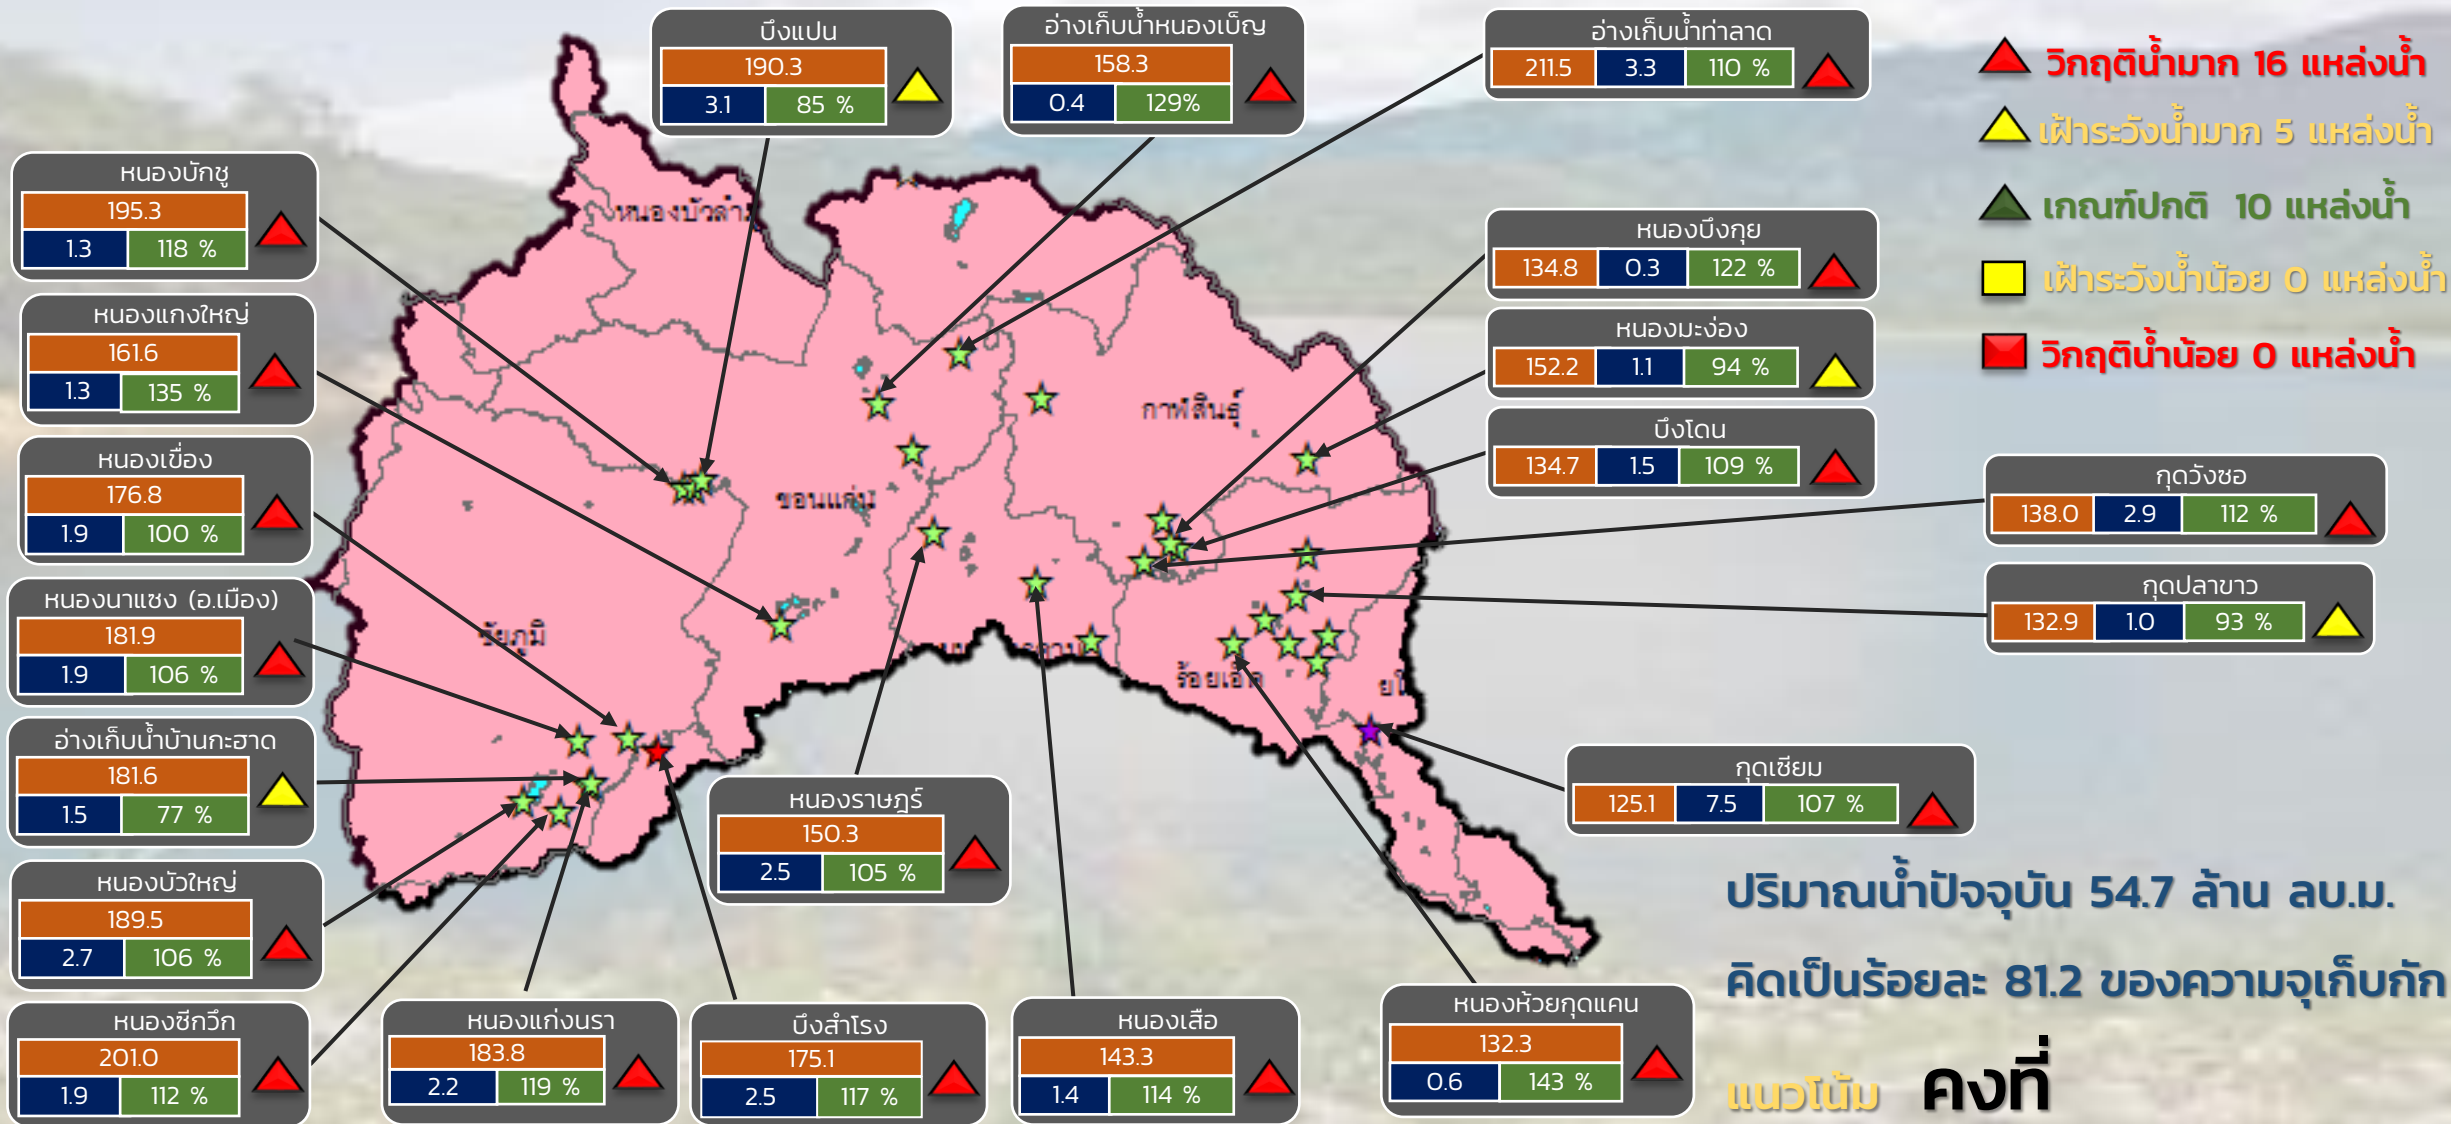 บึงแปน
190.3
3.1 85 %
อ่างเก็บน้ำหนองเบ็ญ
158.3
0.4 129%
อ่างเก็บน้ำท่าลาด
211.5 3.3 110 %
วิกฤติน้ำมาก 16 แหล่งน้ำ
เฝ้าระวังน้ำมาก 5 แหล่งน้ำ
เกณฑ์ปกติ 10 แหล่งน้ำ
เฝ้าระวังน้ำน้อย 0 แหล่งน้ำ
วิกฤติน้ำน้อย 0 แหล่งน้ำ
หนองบักชู
195.3
1.3 118 %
หนองแกงใหญ่
161.6
1.3 135 %
หนองเขื่อง
176.8
1.9 100 %
หนองนาแซง (อ.เมือง)
181.9
1.9 106 %
อ่างเก็บน้ำบ้านกะฮาด
181.6
1.5 77 %
หนองบัวใหญ่
189.5
2.7 106 %
หนองซีกวึก
201.0
1.9 112 %
หนองแก่งนรา
183.8
2.2 119 %
บึงสำโรง
175.1
2.5 117 %
หนองราษฎร์
150.3
2.5 105 %
หนองเสือ
143.3
1.4 114 %
หนองห้วยกุดแคน
132.3
0.6 143 %
หนองบึงกุย
134.8 0.3 122 %
หนองมะง่อง
152.2 1.1 94 %
บึงโดน
134.7 1.5 109 %
กุดวังซอ
138.0 2.9 112 %
กุดปลาขาว
132.9 1.0 93 %
กุดเซียม
125.1 7.5 107 %
กาฬสินธุ์
ขอนแก่น
ชัยภูมิ
ปริมาณน้ำปัจจุบัน 54.7 ล้าน ลบ.ม.
คิดเป็นร้อยละ 81.2 ของความจุเก็บกัก
แนวโน้ม คงที่